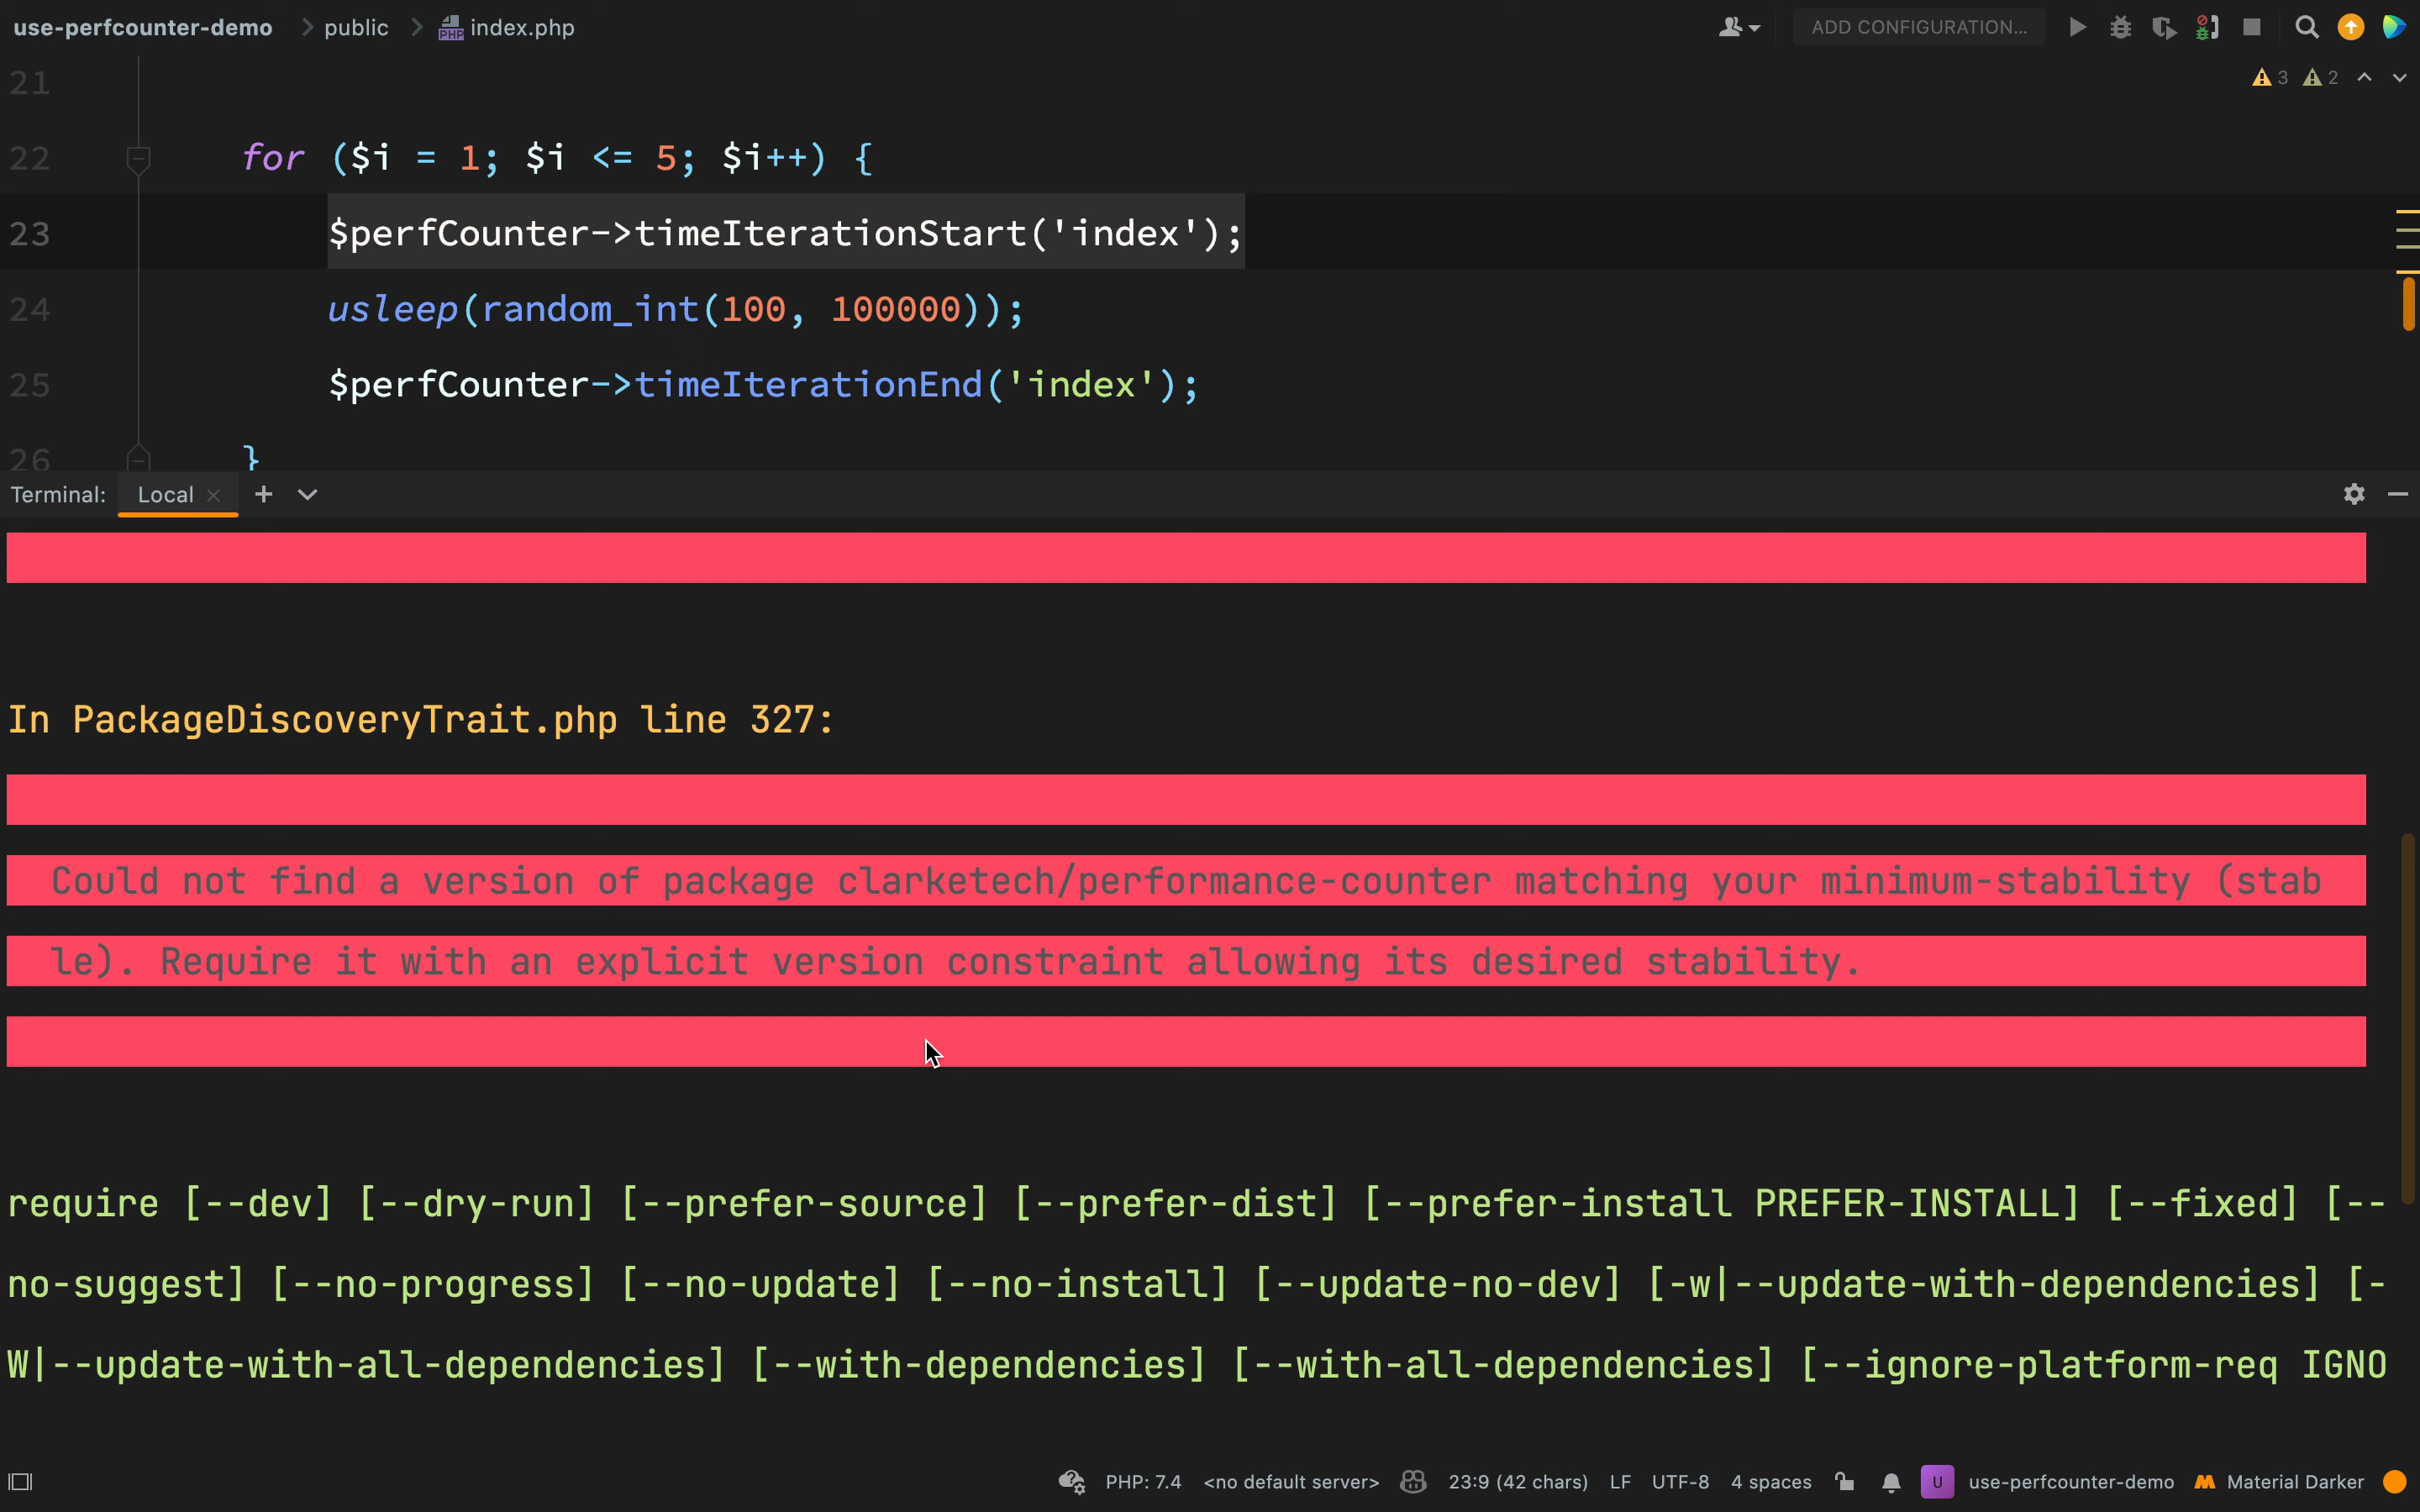 use-perfcounter-demo public index.php
ADD CONFIGURATION...
3 2
21
22 for ($i = 1; $i <= 5; $i++) {
23 $perfCounter->timeIterationStart('index');
24 usleep(random_int(100, 100000));
25 $perfCounter->timeIterationEnd('index');
26 }
Terminal: Local
In PackageDiscoveryTrait.php line 327:
Could not find a version of package clarketech/performance-counter matching your minimum-stability (stab
le). Require it with an explicit version constraint allowing its desired stability.
require [--dev] [--dry-run] [--prefer-source] [--prefer-dist] [--prefer-install PREFER-INSTALL] [--fixed] [--
no-suggest] [--no-progress] [--no-update] [--no-install] [--update-no-dev] [-w|--update-with-dependencies] [-
W|--update-with-all-dependencies] [--with-dependencies] [--with-all-dependencies] [--ignore-platform-req IGNO
PHP: 7.4 <no default server> 23:9 (42 chars) LF UTF-8 4 spaces U use-perfcounter-demo Material Darker